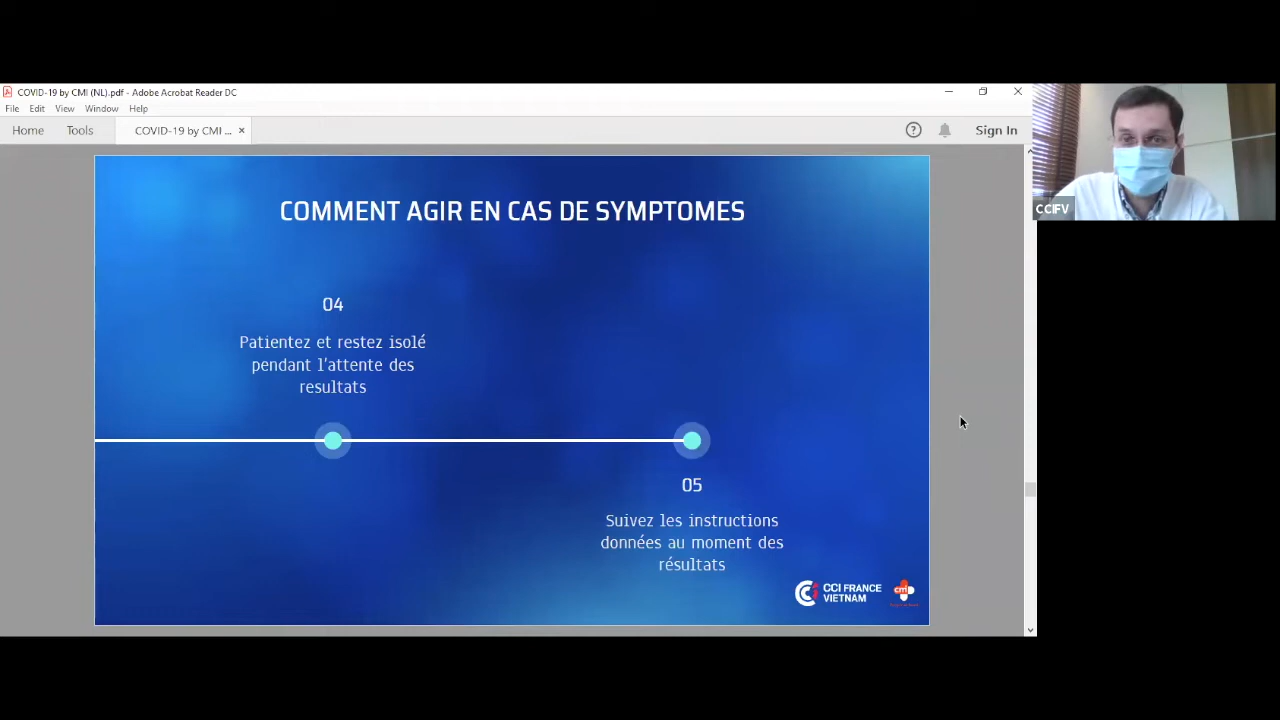 COVID-19 by CMI (NL).pdf - Adobe Acrobat Reader DC
File Edit View Window Help
Home Tools COVID-19 by CMI ... × Sign In
CCIFV
COMMENT AGIR EN CAS DE SYMPTOMES
04
Patientez et restez isolé
pendant l'attente des
resultats
05
Suivez les instructions
données au moment des
résultats
CCI FRANCE
VIETNAM
cmi